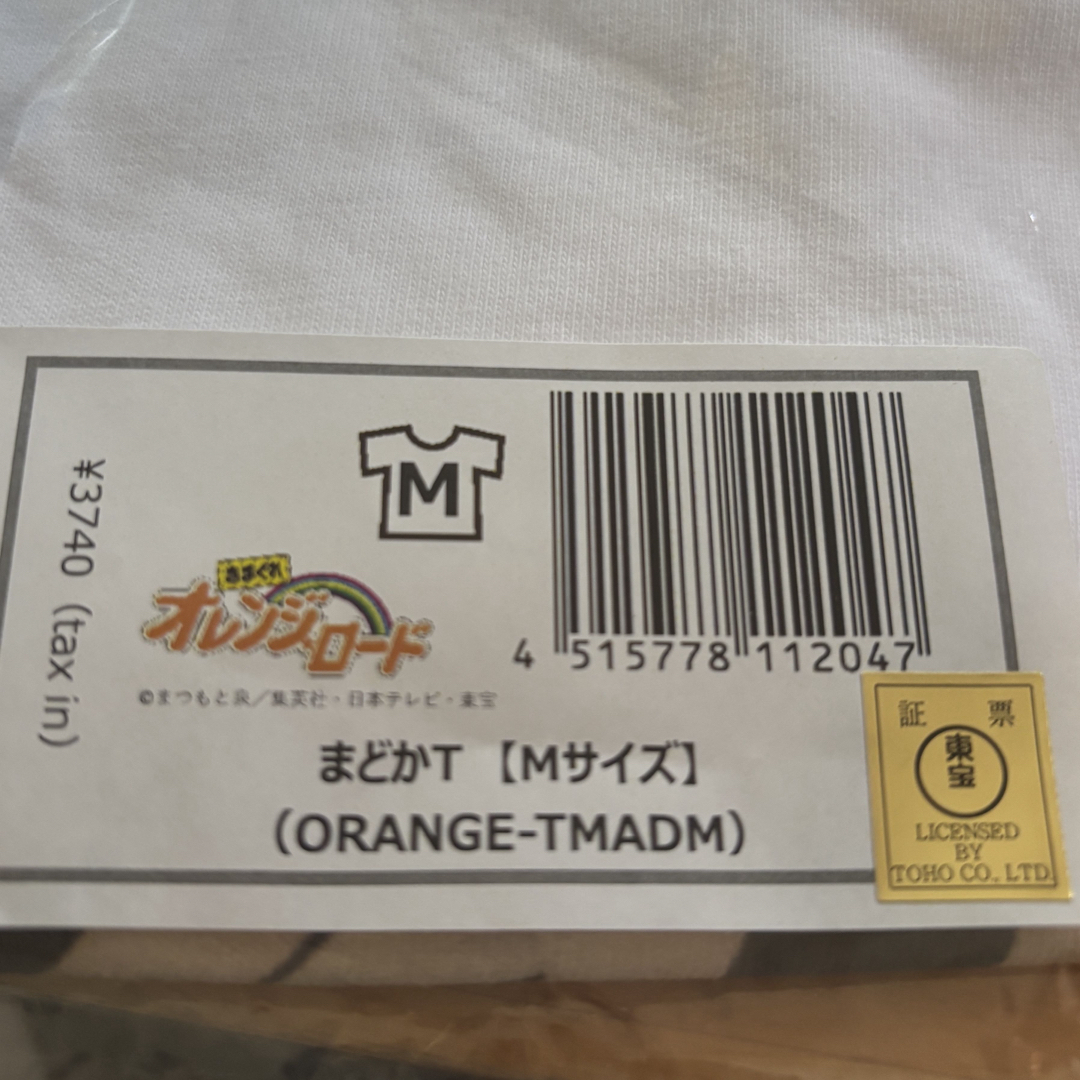 ¥3740 (tax in)
M
きまぐれ
オレンジ☆ロード
©まつもと泉／集英社・日本テレビ・東宝
4 515778 112047
まどかT 【Mサイズ】
(ORANGE-TMADM)
証 票
東宝
LICENSED
BY
TOHO CO., LTD.